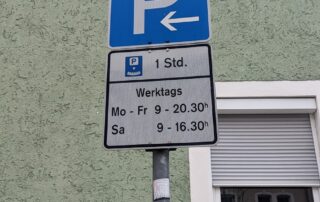 P
P
1 Std.
Werktags
Mo - Fr 9 - 20.30h
Sa 9 - 16.30h